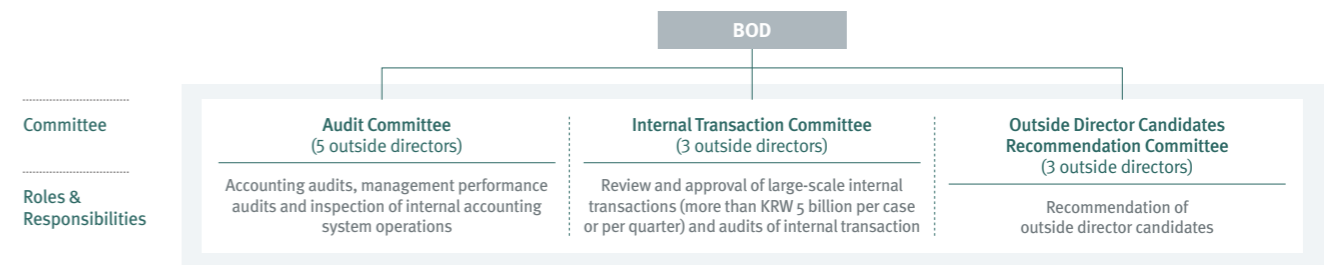 BOD
Committee
Audit Committee
(5 outside directors)
Internal Transaction Committee
(3 outside directors)
Outside Director Candidates
Recommendation Committee
(3 outside directors)
Roles &
Responsibilities
Accounting audits, management performance
audits and inspection of internal accounting
system operations
Review and approval of large-scale internal
transactions (more than KRW 5 billion per case
or per quarter) and audits of internal transaction
Recommendation of
outside director candidates